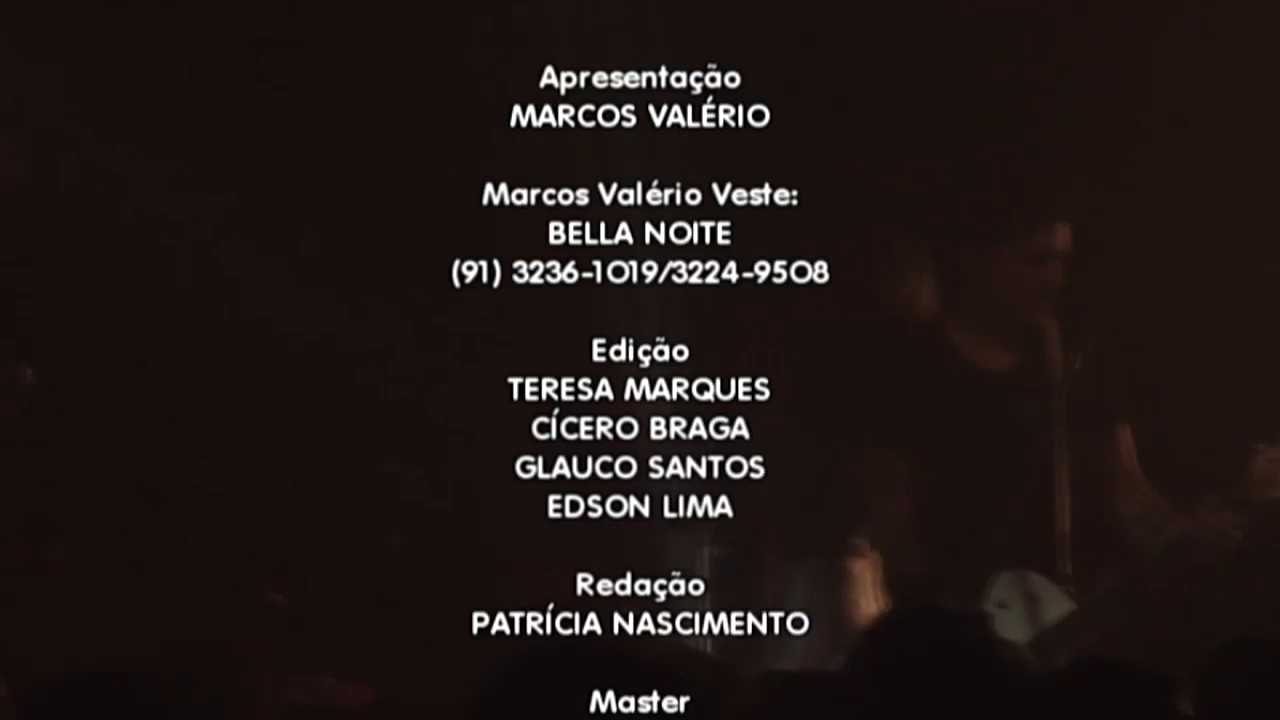 Apresentação
MARCOS VALÉRIO
Marcos Valério Veste:
BELLA NOITE
(91) 3236-1019/3224-9508
Edição
TERESA MARQUES
CÍCERO BRAGA
GLAUCO SANTOS
EDSON LIMA
Redação
PATRÍCIA NASCIMENTO
Master